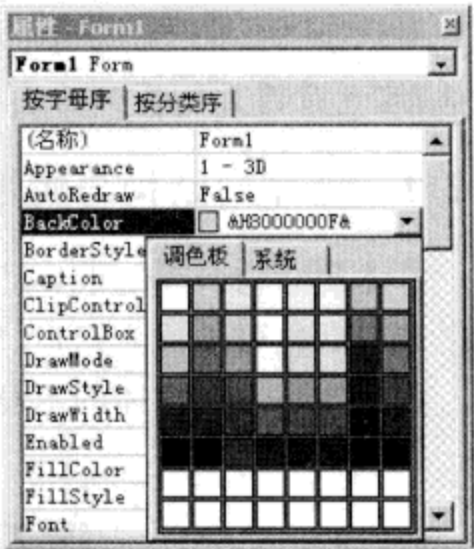 属性 - Form1
Form1 Form
按字母序 按分类序
(名称) Form1
Appearance 1 - 3D
AutoRedraw False
BackColor &H8000000F&
BorderStyle 调色板 系统
Caption
ClipControl
ControlBox
DrawMode
DrawStyle
DrawWidth
Enabled
FillColor
FillStyle
Font